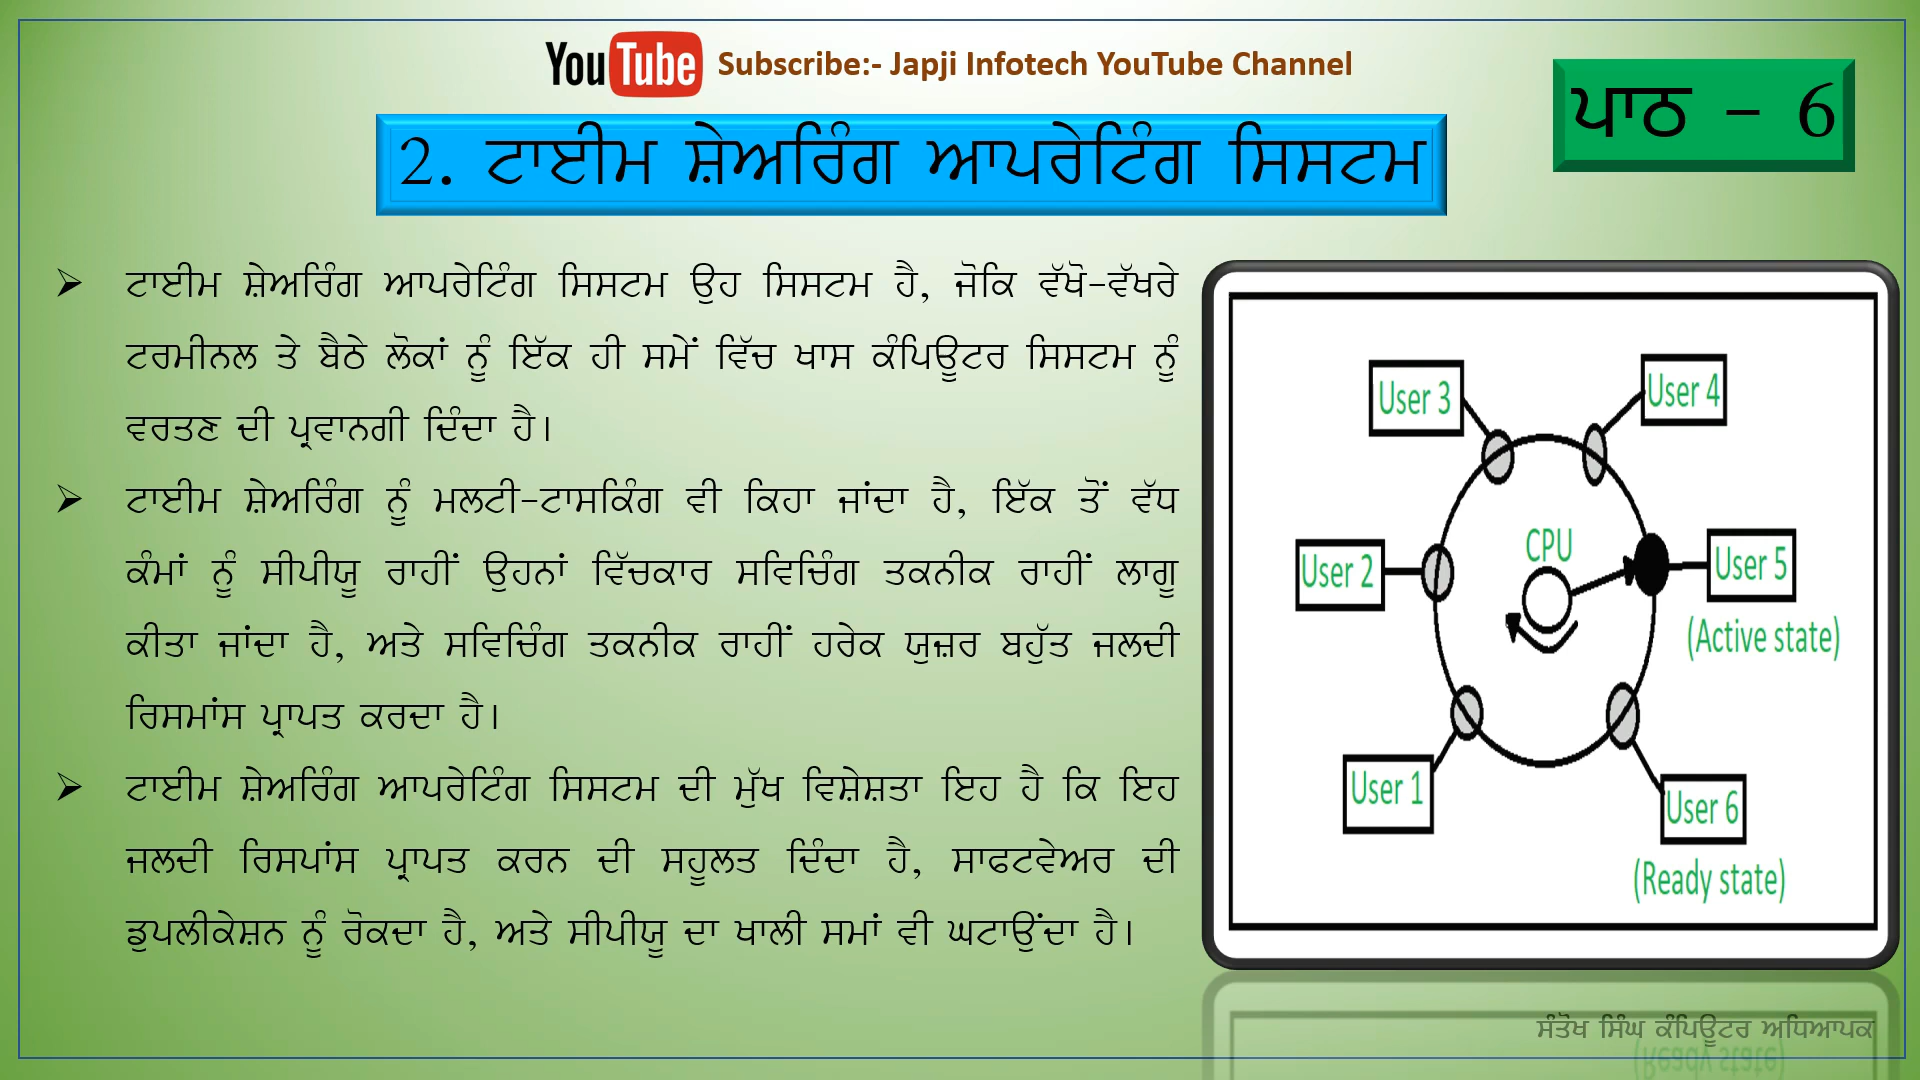 YouTube Subscribe:- Japji Infotech YouTube Channel
ਪਾਠ - 6
2. ਟਾਈਮ ਸ਼ੇਅਰਿੰਗ ਆਪਰੇਟਿੰਗ ਸਿਸਟਮ
➢ ਟਾਈਮ ਸ਼ੇਅਰਿੰਗ ਆਪਰੇਟਿੰਗ ਸਿਸਟਮ ਉਹ ਸਿਸਟਮ ਹੈ, ਜੋਕਿ ਵੱਖੋ-ਵੱਖਰੇ
ਟਰਮੀਨਲ ਤੇ ਬੈਠੇ ਲੋਕਾਂ ਨੂੰ ਇੱਕ ਹੀ ਸਮੇਂ ਵਿੱਚ ਖਾਸ ਕੰਪਿਊਟਰ ਸਿਸਟਮ ਨੂੰ
ਵਰਤਣ ਦੀ ਪ੍ਰਵਾਨਗੀ ਦਿੰਦਾ ਹੈ।
➢ ਟਾਈਮ ਸ਼ੇਅਰਿੰਗ ਨੂੰ ਮਲਟੀ-ਟਾਸਕਿੰਗ ਵੀ ਕਿਹਾ ਜਾਂਦਾ ਹੈ, ਇੱਕ ਤੋਂ ਵੱਧ
ਕੰਮਾਂ ਨੂੰ ਸੀਪੀਯੂ ਰਾਹੀਂ ਉਹਨਾਂ ਵਿੱਚਕਾਰ ਸਵਿਚਿੰਗ ਤਕਨੀਕ ਰਾਹੀਂ ਲਾਗੂ
ਕੀਤਾ ਜਾਂਦਾ ਹੈ, ਅਤੇ ਸਵਿਚਿੰਗ ਤਕਨੀਕ ਰਾਹੀਂ ਹਰੇਕ ਯੁਜ਼ਰ ਬਹੁੱਤ ਜਲਦੀ
ਰਿਸਮਾਂਸ ਪ੍ਰਾਪਤ ਕਰਦਾ ਹੈ।
➢ ਟਾਈਮ ਸ਼ੇਅਰਿੰਗ ਆਪਰੇਟਿੰਗ ਸਿਸਟਮ ਦੀ ਮੁੱਖ ਵਿਸ਼ੇਸ਼ਤਾ ਇਹ ਹੈ ਕਿ ਇਹ
ਜਲਦੀ ਰਿਸਪਾਂਸ ਪ੍ਰਾਪਤ ਕਰਨ ਦੀ ਸਹੂਲਤ ਦਿੰਦਾ ਹੈ, ਸਾਫਟਵੇਅਰ ਦੀ
ਡੁਪਲੀਕੇਸ਼ਨ ਨੂੰ ਰੋਕਦਾ ਹੈ, ਅਤੇ ਸੀਪੀਯੂ ਦਾ ਖਾਲੀ ਸਮਾਂ ਵੀ ਘਟਾਉਂਦਾ ਹੈ।
User 3
User 4
CPU
User 2
User 5
(Active state)
User 1
User 6
(Ready state)
ਸੰਤੋਖ ਸਿੰਘ ਕੰਪਿਊਟਰ ਅਧਿਆਪਕ